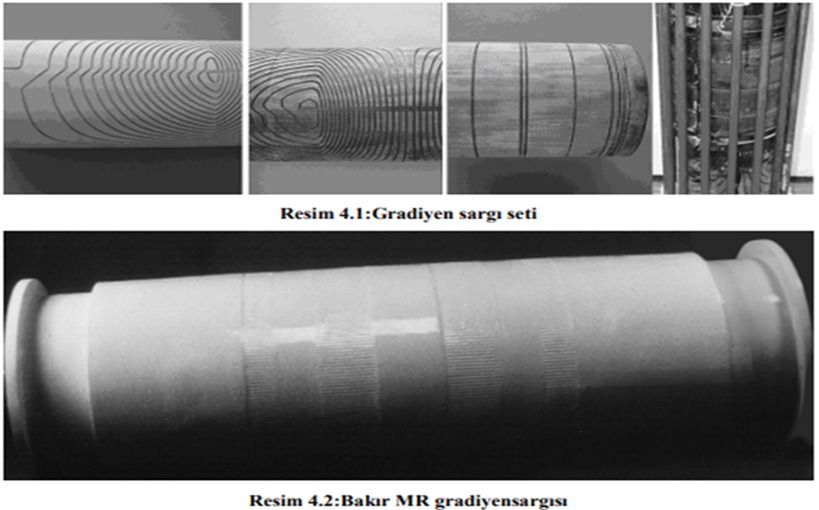 Resim 4.1:Gradiyen sargı seti
Resim 4.2:Bakır MR gradiyensargısı